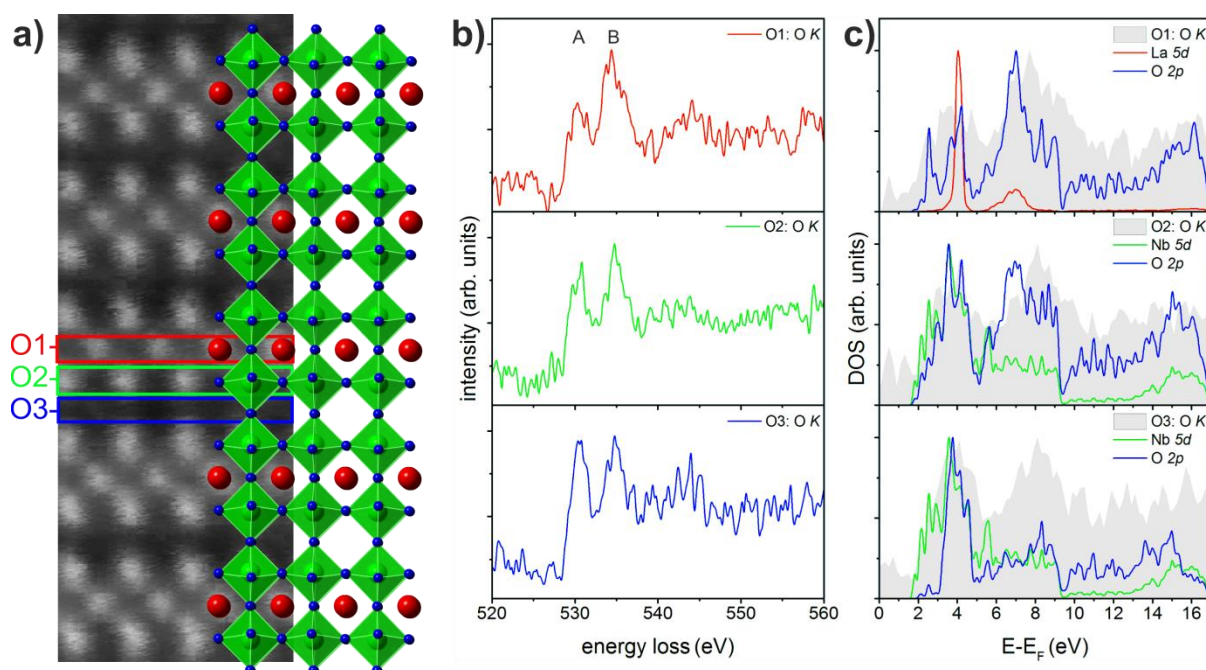 a)
O1
O2
O3
b)
A B
O1: O K
O2: O K
O3: O K
intensity (arb. units)
520 530 540 550 560
energy loss (eV)
c)
O1: O K
La 5d
O 2p
O2: O K
Nb 5d
O 2p
O3: O K
Nb 5d
O 2p
DOS (arb. units)
0 2 4 6 8 10 12 14 16
E-E_F (eV)